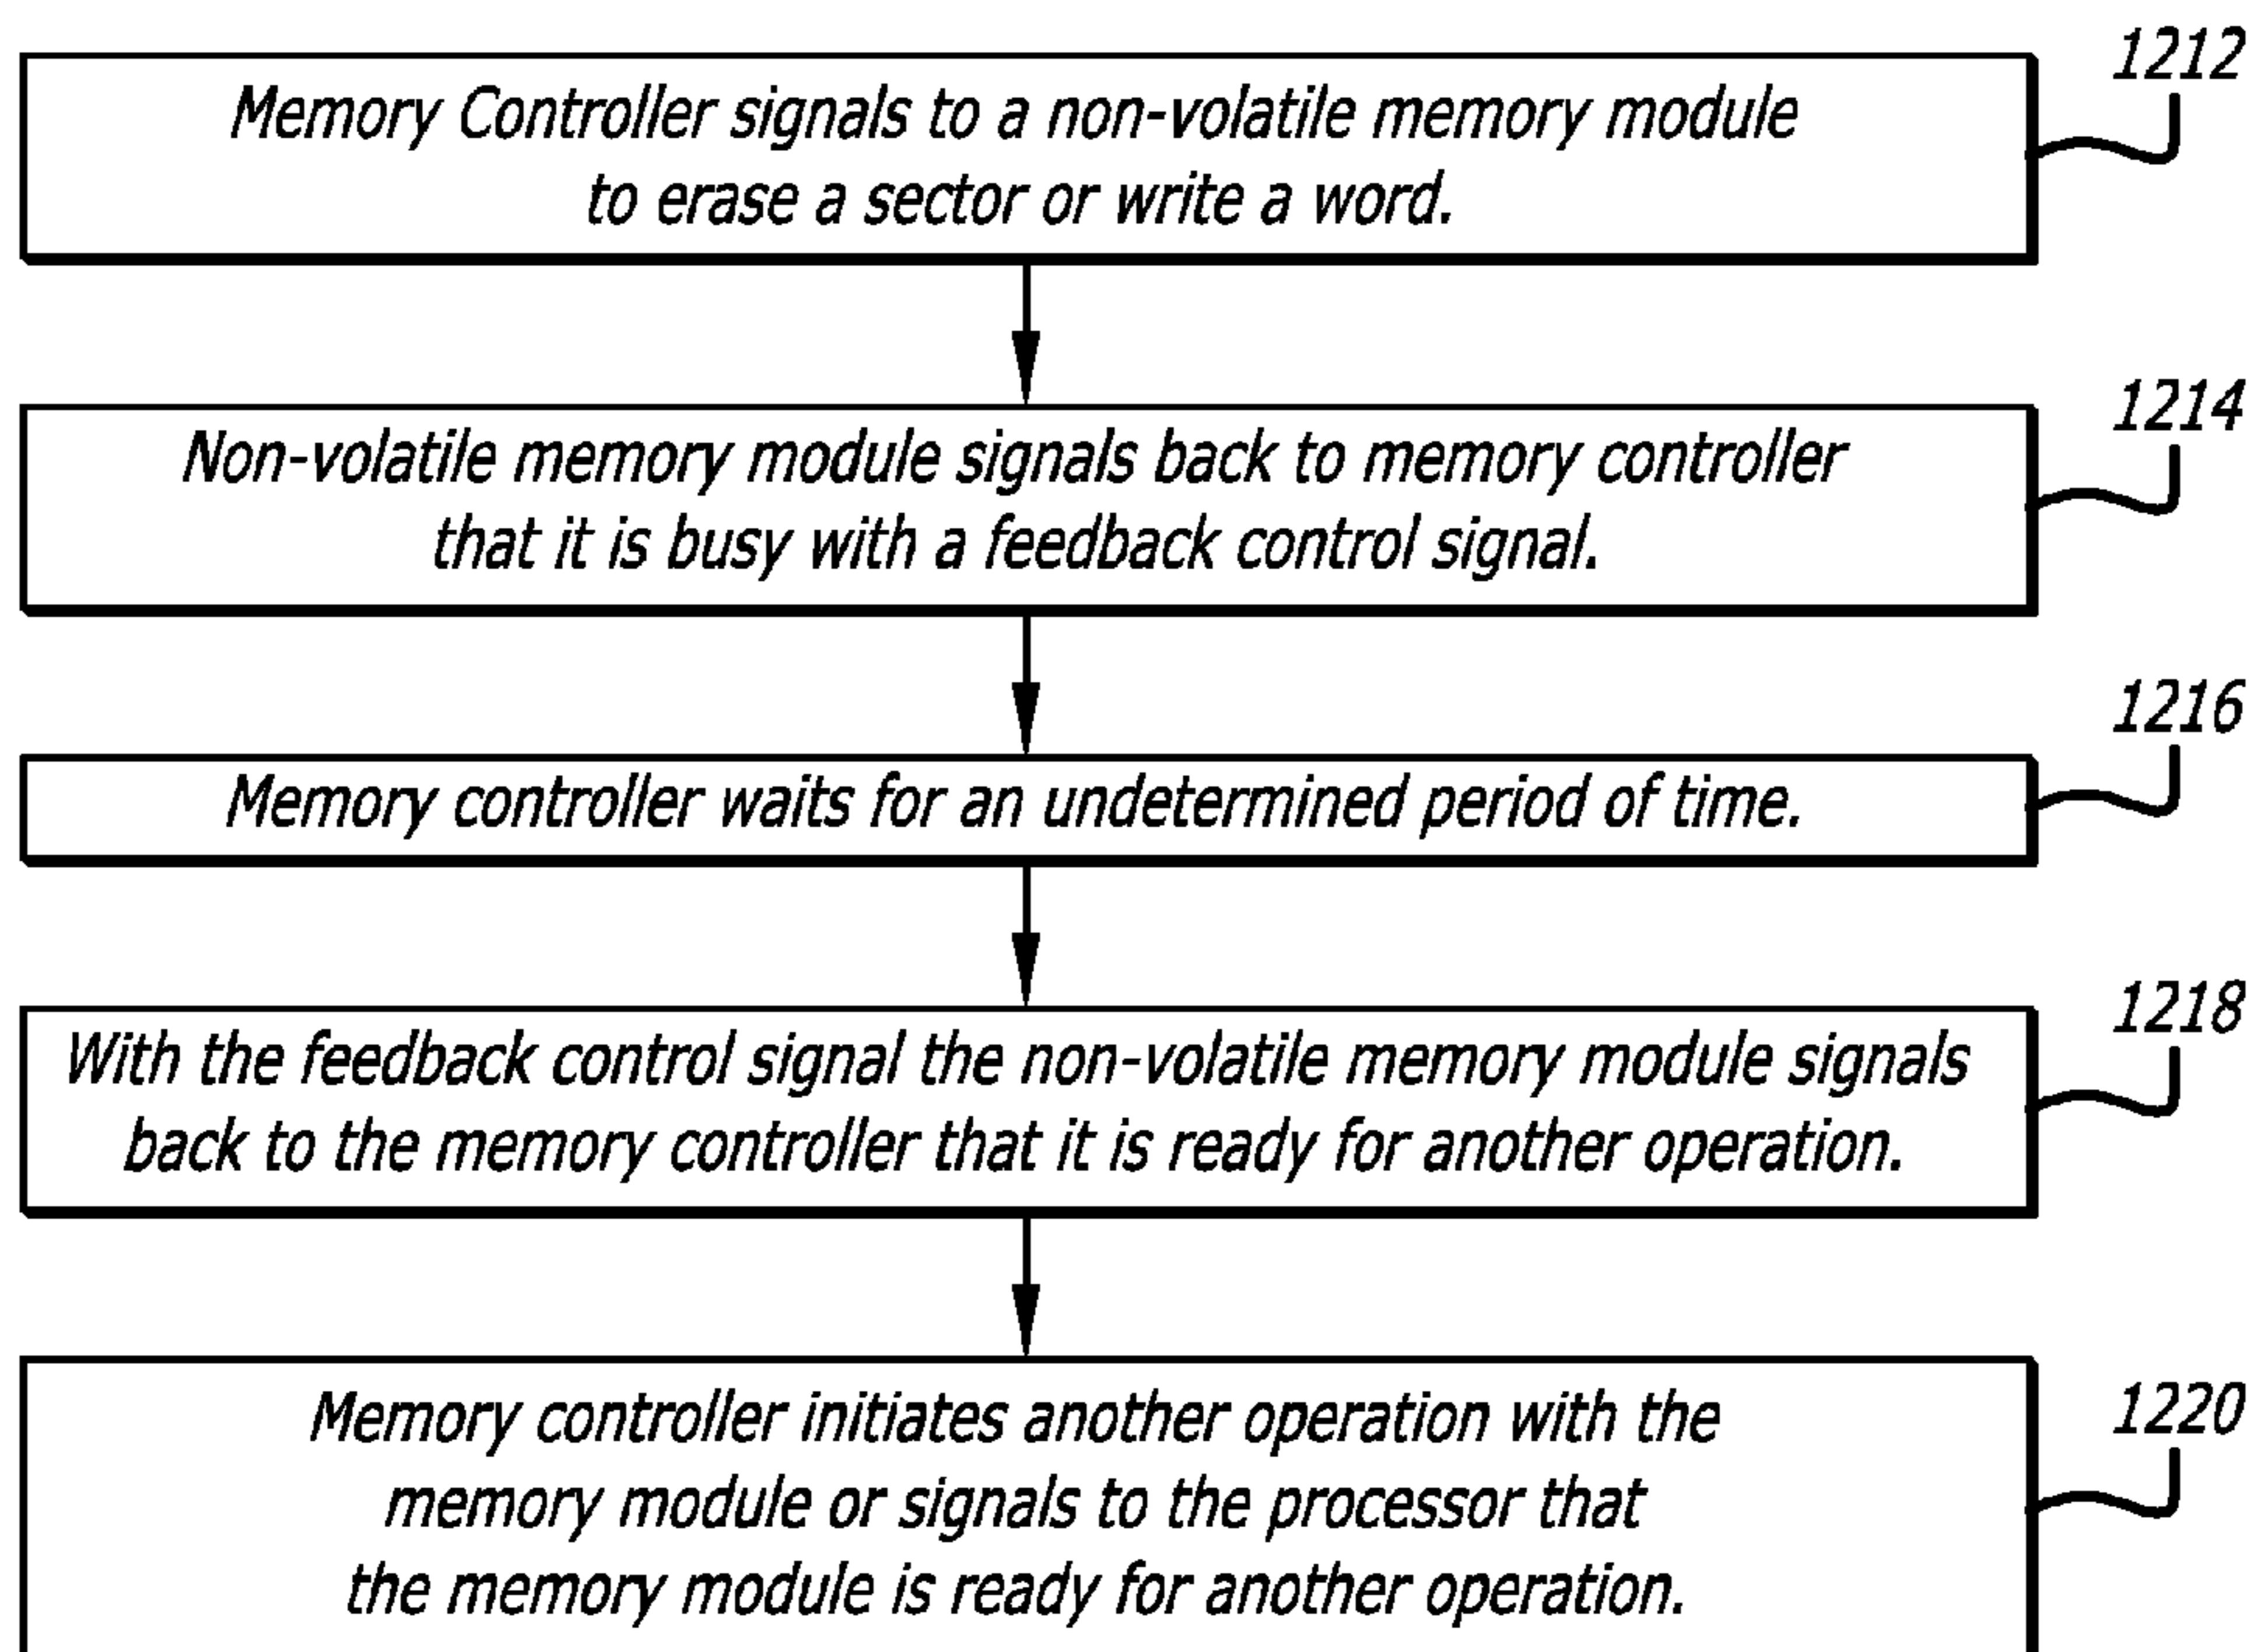 1212
Memory Controller signals to a non-volatile memory module
to erase a sector or write a word.
1214
Non-volatile memory module signals back to memory controller
that it is busy with a feedback control signal.
1216
Memory controller waits for an undetermined period of time.
1218
With the feedback control signal the non-volatile memory module signals
back to the memory controller that it is ready for another operation.
1220
Memory controller initiates another operation with the
memory module or signals to the processor that
the memory module is ready for another operation.